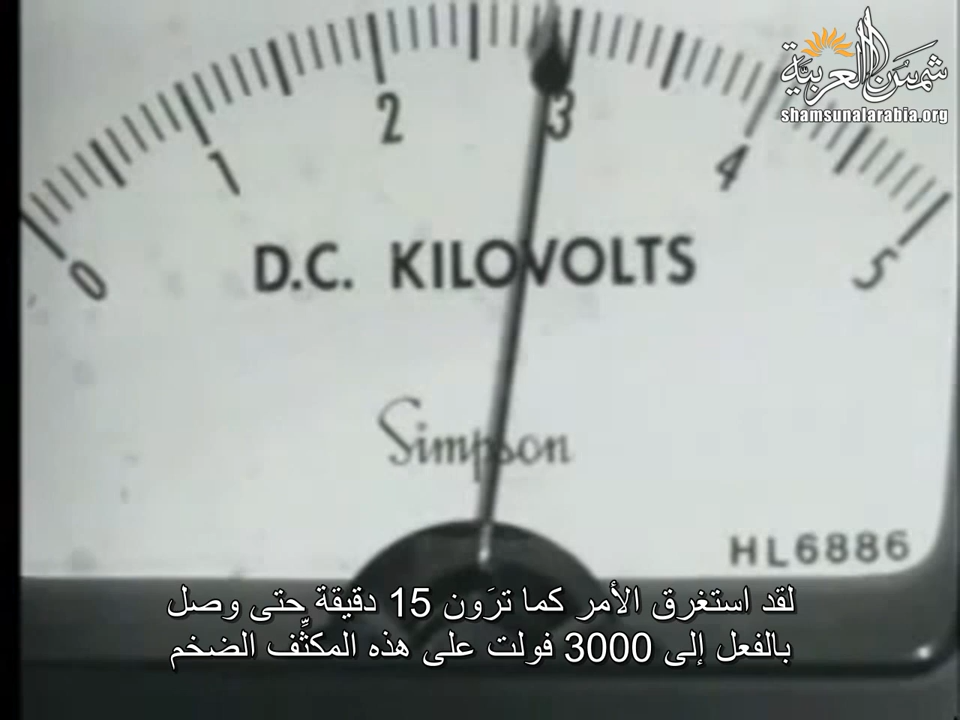 شمس العربية
shamsunalarabia.org
0 1 2 3 4 5
D.C. KILOVOLTS
Simpson
HL6886
لقد استغرق الأمر كما ترَون 15 دقيقة حتى وصل
بالفعل إلى 3000 فولت على هذه المكثِّف الضخم